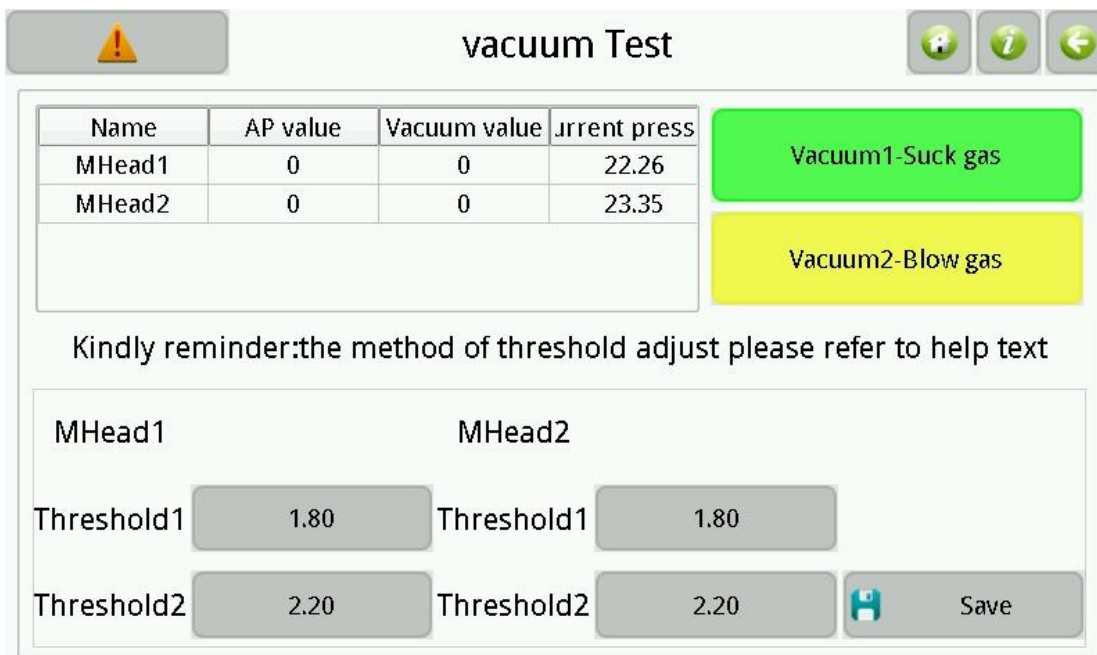 vacuum Test
Name AP value Vacuum value urrent press
MHead1 0 0 22.26
MHead2 0 0 23.35
Vacuum1-Suck gas
Vacuum2-Blow gas
Kindly reminder:the method of threshold adjust please refer to help text
MHead1 MHead2
Threshold1 1.80 Threshold1 1.80
Threshold2 2.20 Threshold2 2.20 Save